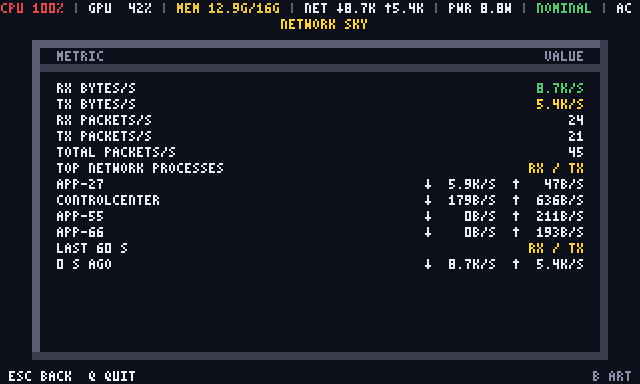 CPU 100% | GPU 42% | MEM 12.9G/16G | NET ↓8.7K ↑5.4K | PWR 8.8W | NOMINAL | AC
NETWORK SKY
METRIC VALUE
RX BYTES/S 8.7K/S
TX BYTES/S 5.4K/S
RX PACKETS/S 24
TX PACKETS/S 21
TOTAL PACKETS/S 45
TOP NETWORK PROCESSES RX / TX
APP-27 ↓ 5.9K/S ↑ 47B/S
CONTROLCENTER ↓ 179B/S ↑ 636B/S
APP-55 ↓ 0B/S ↑ 211B/S
APP-66 ↓ 0B/S ↑ 193B/S
LAST 60 S RX / TX
0 S AGO ↓ 8.7K/S ↑ 5.4K/S
ESC BACK Q QUIT B ART